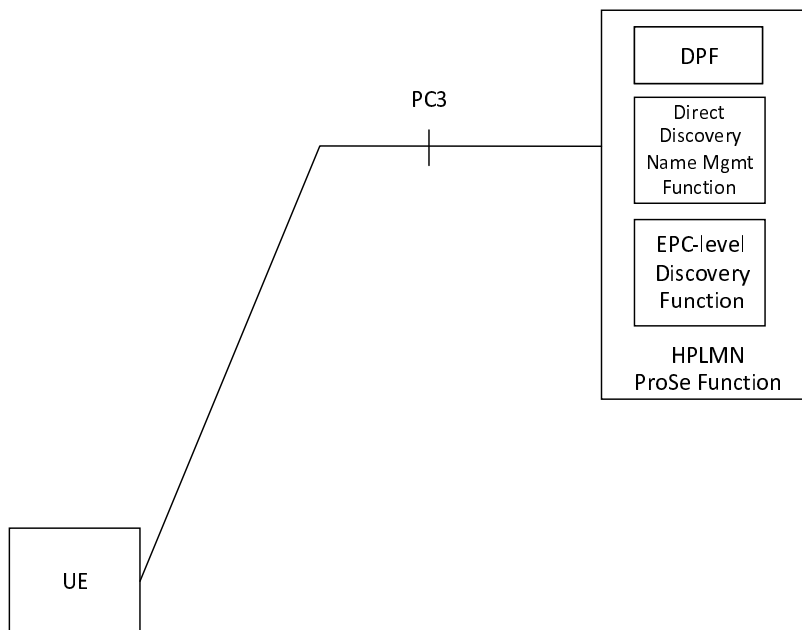 DPF
PC3
Direct
Discovery
Name Mgmt
Function
EPC-level
Discovery
Function
HPLMN
ProSe Function
UE